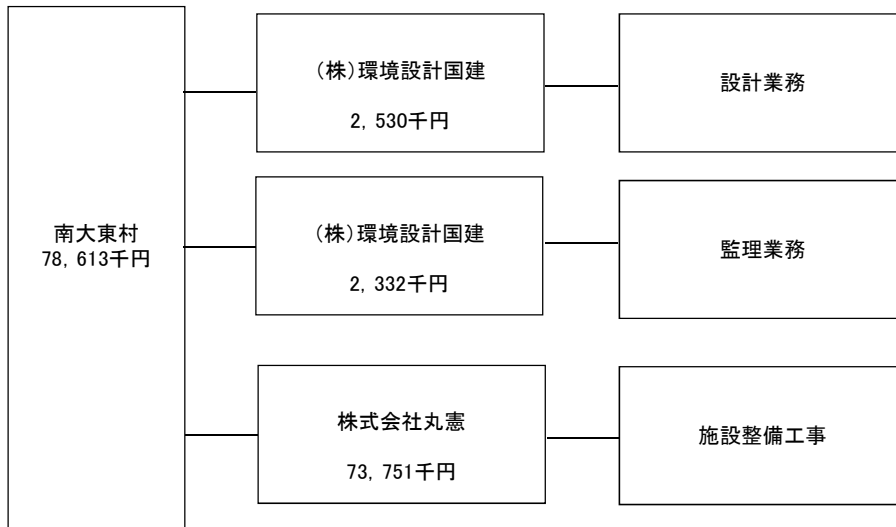 南大東村
78, 613千円
（株）環境設計国建
2, 530千円
設計業務
（株）環境設計国建
2, 332千円
監理業務
株式会社丸憲
73, 751千円
施設整備工事